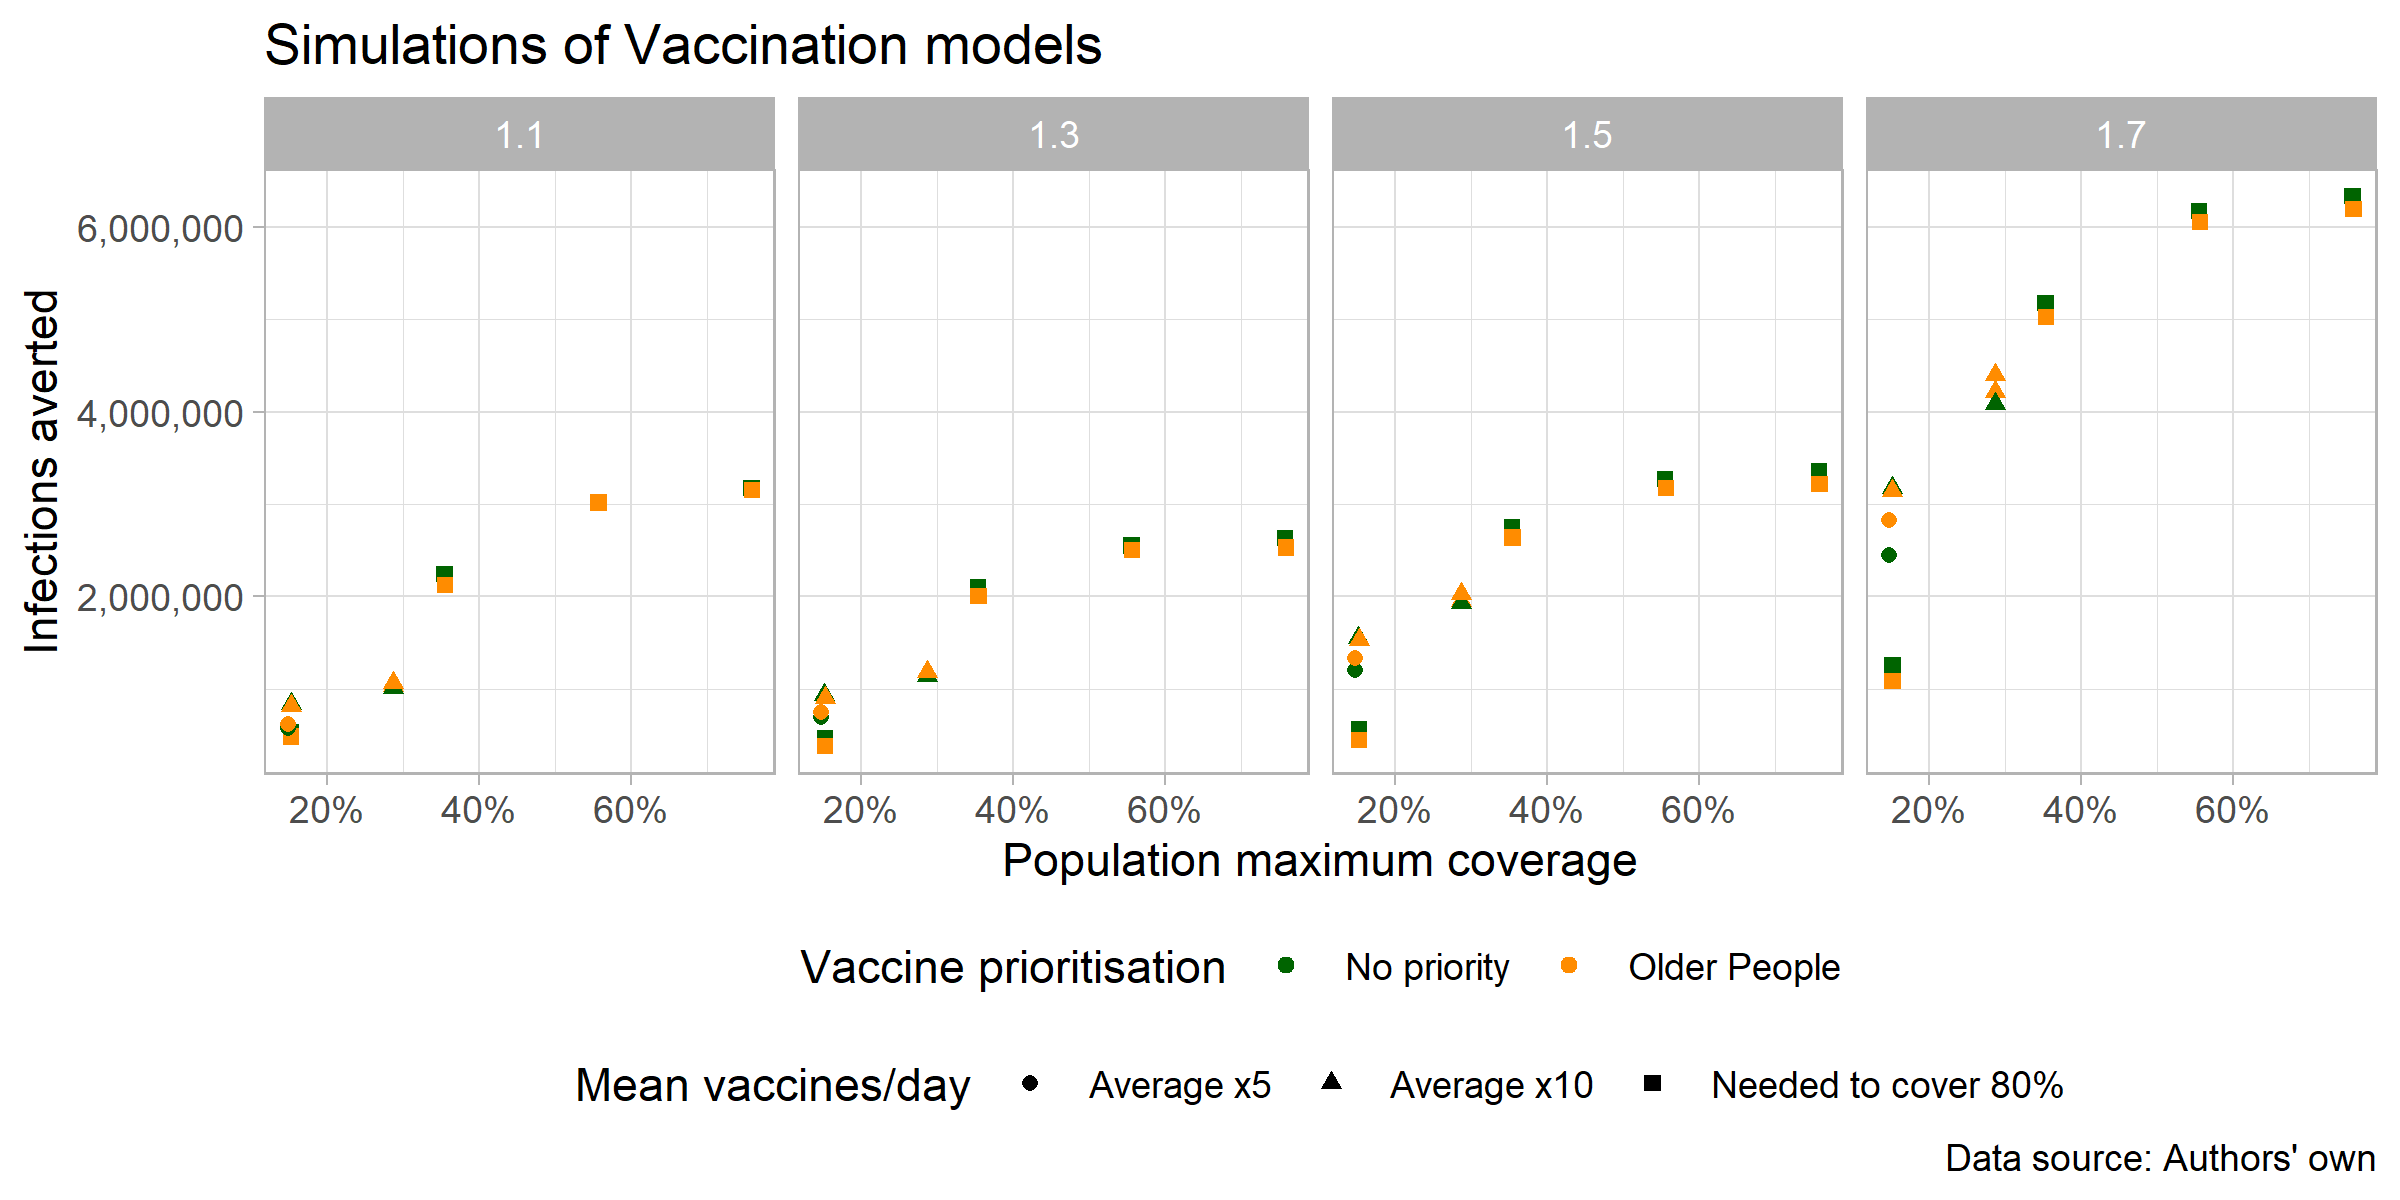 Simulations of Vaccination models
1.1
1.3
1.5
1.7
Infections averted
6,000,000
4,000,000
2,000,000
20% 40% 60%
20% 40% 60%
20% 40% 60%
20% 40% 60%
Population maximum coverage
Vaccine prioritisation No priority Older People
Mean vaccines/day Average x5 Average x10 Needed to cover 80%
Data source: Authors' own